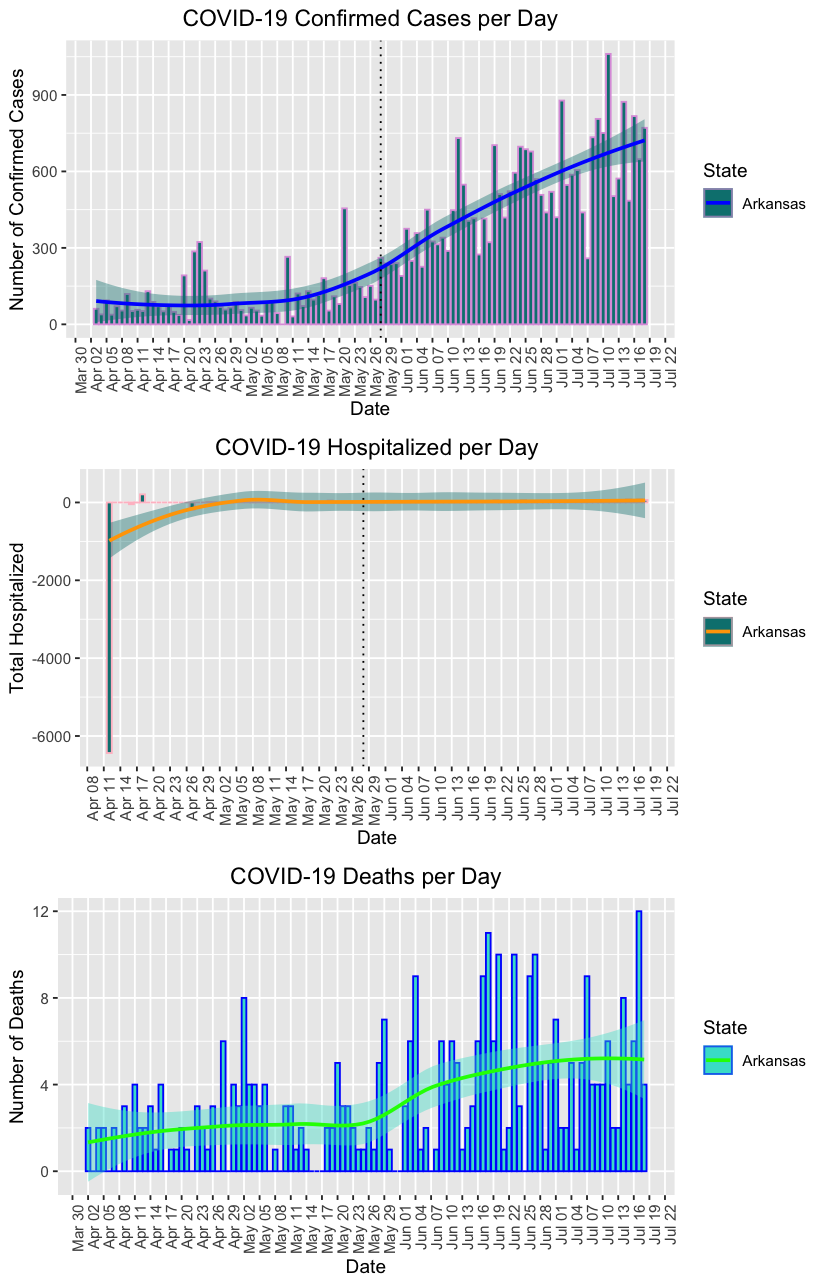 COVID-19 Confirmed Cases per Day
Number of Confirmed Cases
900
600
300
0
Mar 30
Apr 02
Apr 05
Apr 08
Apr 11
Apr 14
Apr 17
Apr 20
Apr 23
Apr 26
Apr 29
May 02
May 05
May 08
May 11
May 14
May 17
May 20
May 23
May 26
May 29
Jun 01
Jun 04
Jun 07
Jun 10
Jun 13
Jun 16
Jun 19
Jun 22
Jun 25
Jun 28
Jul 01
Jul 04
Jul 07
Jul 10
Jul 13
Jul 16
Jul 19
Jul 22
Date
State
Arkansas
COVID-19 Hospitalized per Day
Total Hospitalized
0
-2000
-4000
-6000
Apr 08
Apr 11
Apr 14
Apr 17
Apr 20
Apr 23
Apr 26
Apr 29
May 02
May 05
May 08
May 11
May 14
May 17
May 20
May 23
May 26
May 29
Jun 01
Jun 04
Jun 07
Jun 10
Jun 13
Jun 16
Jun 19
Jun 22
Jun 25
Jun 28
Jul 01
Jul 04
Jul 07
Jul 10
Jul 13
Jul 16
Jul 19
Jul 22
Date
State
Arkansas
COVID-19 Deaths per Day
Number of Deaths
12
8
4
0
Mar 30
Apr 02
Apr 05
Apr 08
Apr 11
Apr 14
Apr 17
Apr 20
Apr 23
Apr 26
Apr 29
May 02
May 05
May 08
May 11
May 14
May 17
May 20
May 23
May 26
May 29
Jun 01
Jun 04
Jun 07
Jun 10
Jun 13
Jun 16
Jun 19
Jun 22
Jun 25
Jun 28
Jul 01
Jul 04
Jul 07
Jul 10
Jul 13
Jul 16
Jul 19
Jul 22
Date
State
Arkansas